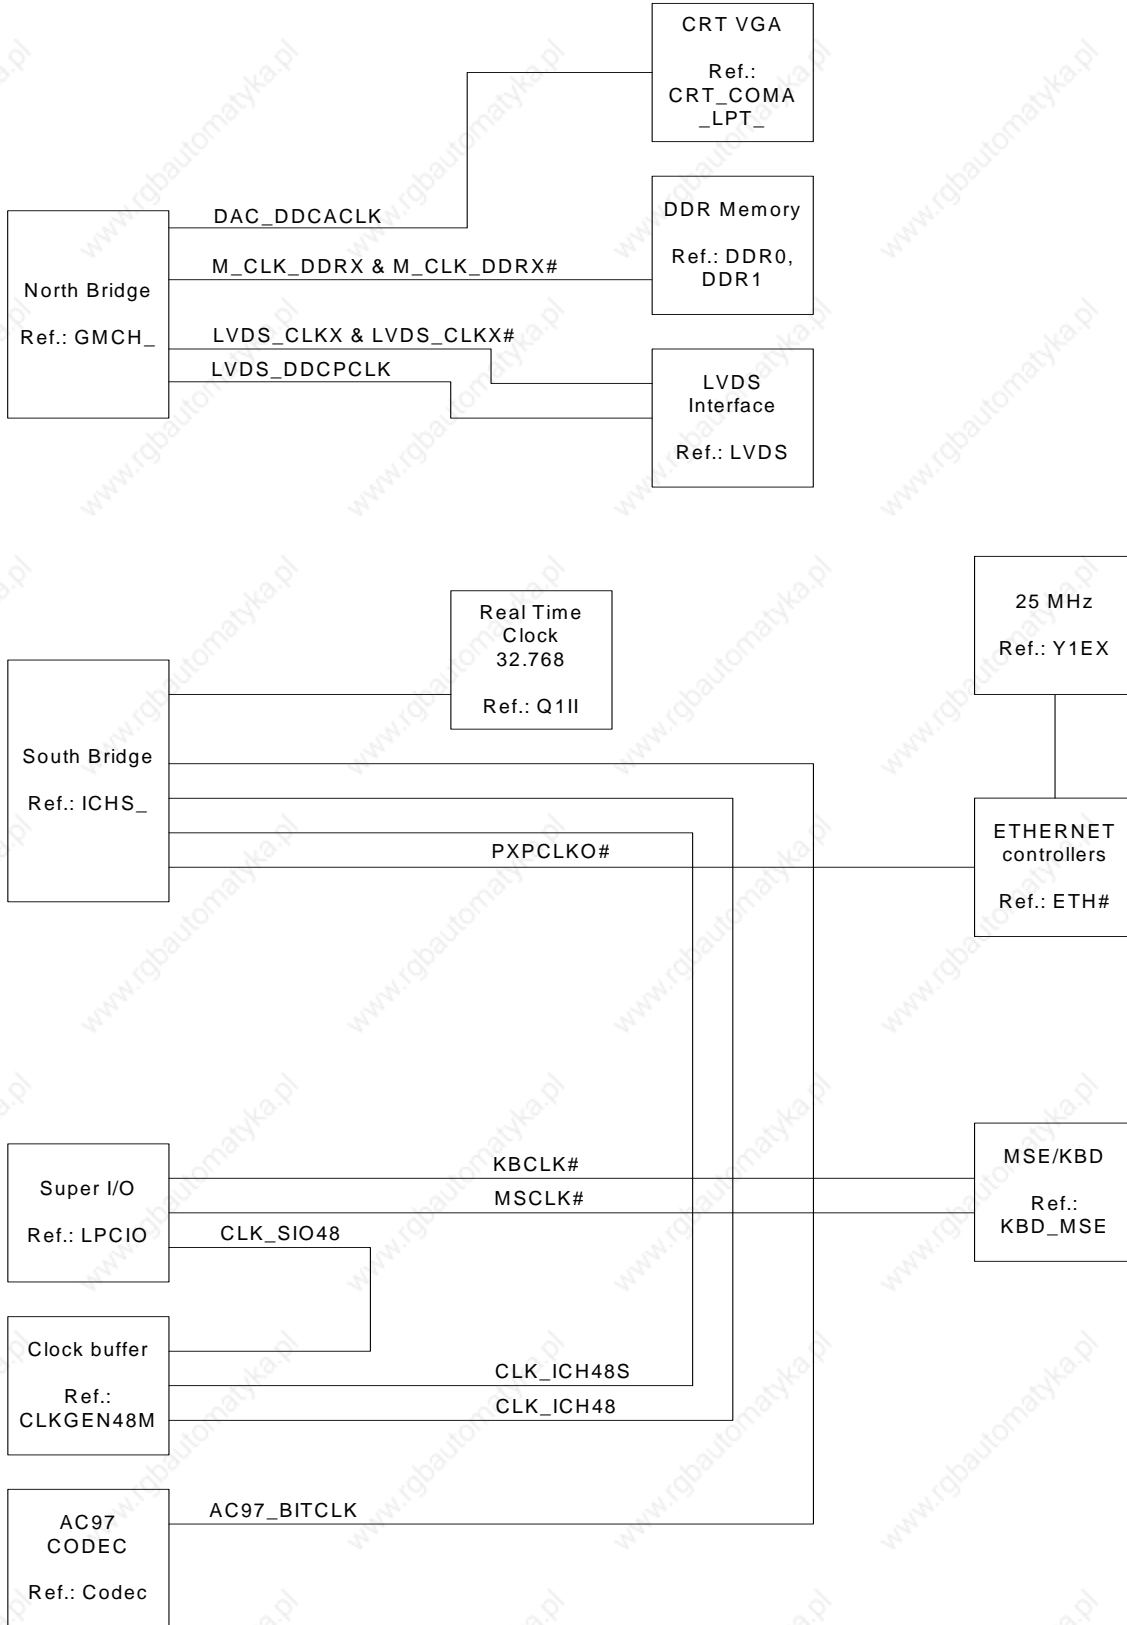 CRT VGA
Ref.:
CRT_COMA
_LPT_
DDR Memory
Ref.: DDR0,
DDR1
DAC_DDCACLK
M_CLK_DDRX & M_CLK_DDRX#
North Bridge
Ref.: GMCH_
LVDS_CLKX & LVDS_CLKX#
LVDS_DDCPCLK
LVDS
Interface
Ref.: LVDS
Real Time
Clock
32.768
Ref.: Q1II
25 MHz
Ref.: Y1EX
South Bridge
Ref.: ICHS_
PXPCLKO#
ETHERNET
controllers
Ref.: ETH#
Super I/O
Ref.: LPCIO
KBCLK#
MSCLK#
CLK_SIO48
MSE/KBD
Ref.:
KBD_MSE
Clock buffer
Ref.:
CLKGEN48M
CLK_ICH48S
CLK_ICH48
AC97
CODEC
Ref.: Codec
AC97_BITCLK
www.rgbautomatyka.pl